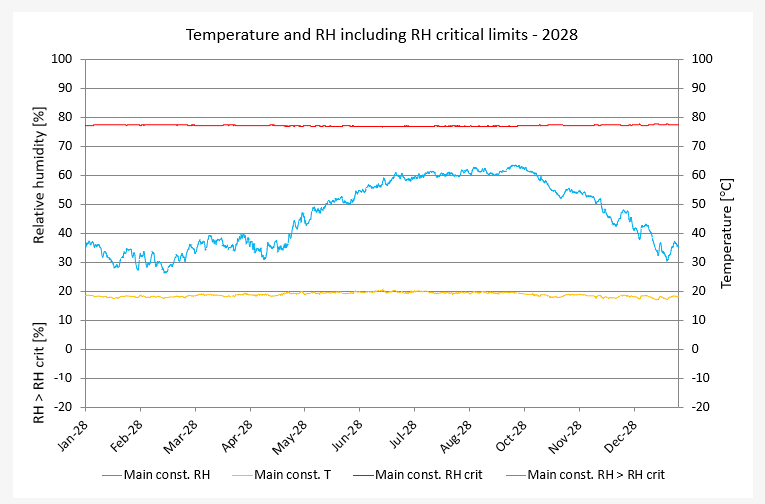 Temperature and RH including RH critical limits - 2028
Relative humidity [%]
RH > RH crit [%]
100
90
80
70
60
50
40
30
20
10
0
-10
-20
100
90
80
70
60
50
40
30
20
10
0
-10
-20
Temperature [°C]
Jan-28
Feb-28
Mar-28
Apr-28
May-28
Jun-28
Jul-28
Aug-28
Oct-28
Nov-28
Dec-28
Main const. RH
Main const. T
Main const. RH crit
Main const. RH > RH crit